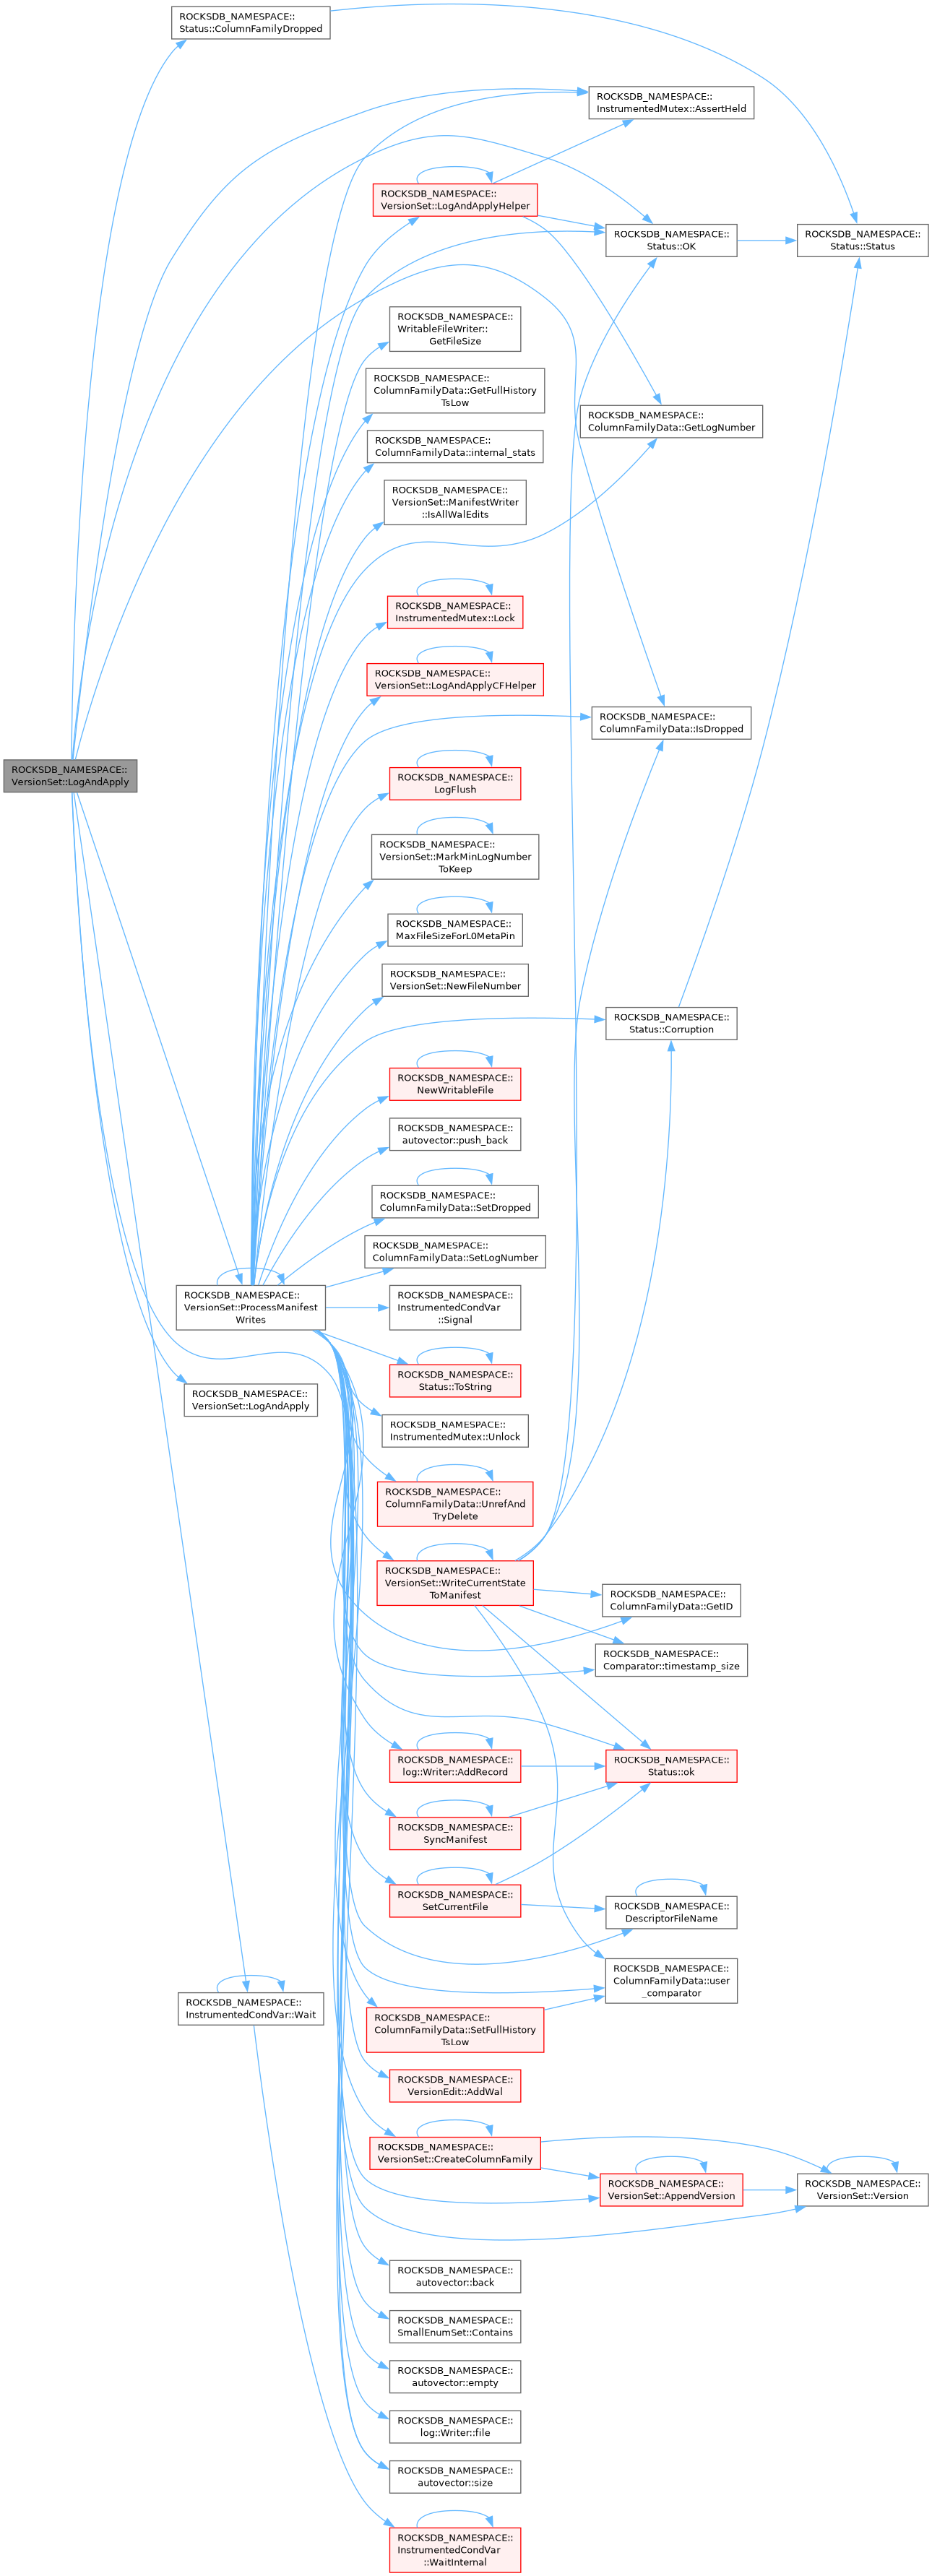 ROCKSDB_NAMESPACE::
Status::ColumnFamilyDropped
ROCKSDB_NAMESPACE::
InstrumentedMutex::AssertHeld
ROCKSDB_NAMESPACE::
VersionSet::LogAndApplyHelper
ROCKSDB_NAMESPACE::
Status::OK
ROCKSDB_NAMESPACE::
Status::Status
ROCKSDB_NAMESPACE::
WritableFileWriter::
GetFileSize
ROCKSDB_NAMESPACE::
ColumnFamilyData::GetFullHistory
TsLow
ROCKSDB_NAMESPACE::
ColumnFamilyData::GetLogNumber
ROCKSDB_NAMESPACE::
ColumnFamilyData::internal_stats
ROCKSDB_NAMESPACE::
VersionSet::ManifestWriter
::IsAllWalEdits
ROCKSDB_NAMESPACE::
InstrumentedMutex::Lock
ROCKSDB_NAMESPACE::
VersionSet::LogAndApplyCFHelper
ROCKSDB_NAMESPACE::
ColumnFamilyData::IsDropped
ROCKSDB_NAMESPACE::
VersionSet::LogAndApply
ROCKSDB_NAMESPACE::
LogFlush
ROCKSDB_NAMESPACE::
VersionSet::MarkMinLogNumber
ToKeep
ROCKSDB_NAMESPACE::
MaxFileSizeForL0MetaPin
ROCKSDB_NAMESPACE::
VersionSet::NewFileNumber
ROCKSDB_NAMESPACE::
Status::Corruption
ROCKSDB_NAMESPACE::
NewWritableFile
ROCKSDB_NAMESPACE::
autovector::push_back
ROCKSDB_NAMESPACE::
ColumnFamilyData::SetDropped
ROCKSDB_NAMESPACE::
ColumnFamilyData::SetLogNumber
ROCKSDB_NAMESPACE::
VersionSet::ProcessManifest
Writes
ROCKSDB_NAMESPACE::
InstrumentedCondVar
::Signal
ROCKSDB_NAMESPACE::
Status::ToString
ROCKSDB_NAMESPACE::
VersionSet::LogAndApply
ROCKSDB_NAMESPACE::
InstrumentedMutex::Unlock
ROCKSDB_NAMESPACE::
ColumnFamilyData::UnrefAnd
TryDelete
ROCKSDB_NAMESPACE::
VersionSet::WriteCurrentState
ToManifest
ROCKSDB_NAMESPACE::
ColumnFamilyData::GetID
ROCKSDB_NAMESPACE::
Comparator::timestamp_size
ROCKSDB_NAMESPACE::
log::Writer::AddRecord
ROCKSDB_NAMESPACE::
Status::ok
ROCKSDB_NAMESPACE::
SyncManifest
ROCKSDB_NAMESPACE::
SetCurrentFile
ROCKSDB_NAMESPACE::
DescriptorFileName
ROCKSDB_NAMESPACE::
ColumnFamilyData::user
_comparator
ROCKSDB_NAMESPACE::
InstrumentedCondVar::Wait
ROCKSDB_NAMESPACE::
ColumnFamilyData::SetFullHistory
TsLow
ROCKSDB_NAMESPACE::
VersionEdit::AddWal
ROCKSDB_NAMESPACE::
VersionSet::CreateColumnFamily
ROCKSDB_NAMESPACE::
VersionSet::AppendVersion
ROCKSDB_NAMESPACE::
VersionSet::Version
ROCKSDB_NAMESPACE::
autovector::back
ROCKSDB_NAMESPACE::
SmallEnumSet::Contains
ROCKSDB_NAMESPACE::
autovector::empty
ROCKSDB_NAMESPACE::
log::Writer::file
ROCKSDB_NAMESPACE::
autovector::size
ROCKSDB_NAMESPACE::
InstrumentedCondVar
::WaitInternal